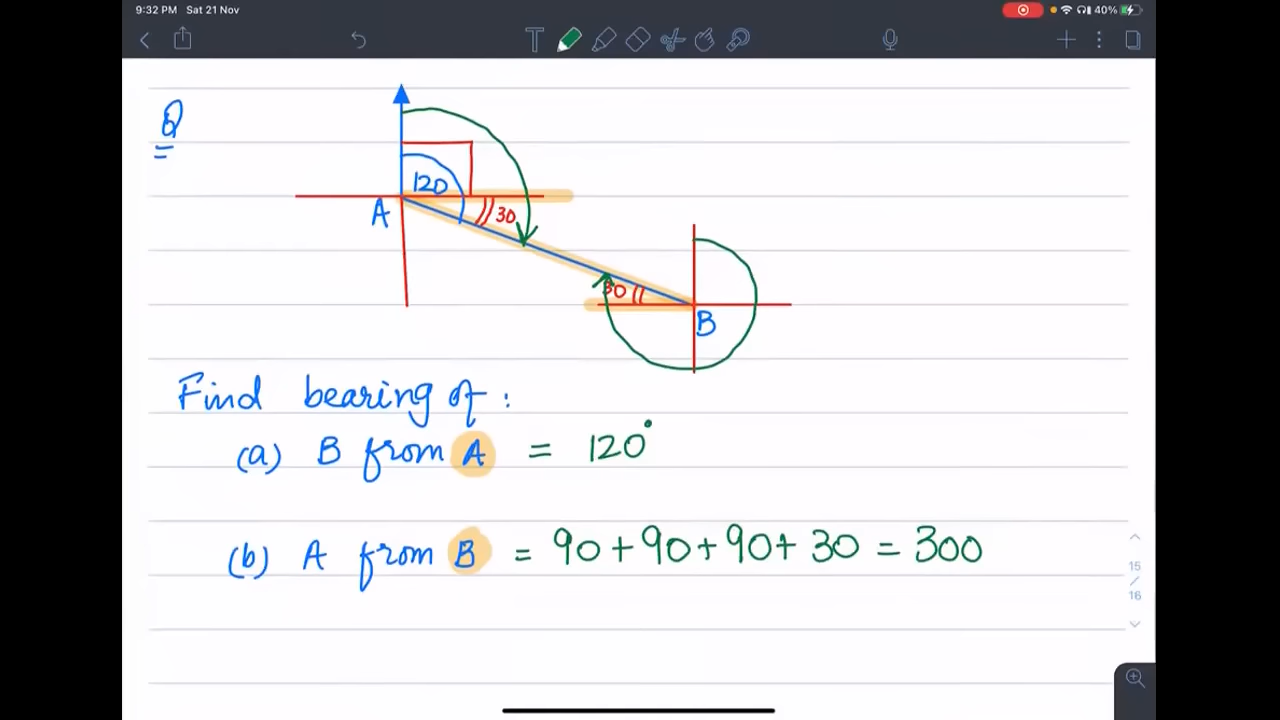 9:32 PM Sat 21 Nov 40%
Q
120
A
30
30
B
Find bearing of :
(a) B from A = 120°
(b) A from B = 90+90+90+30 = 300
15
/
16